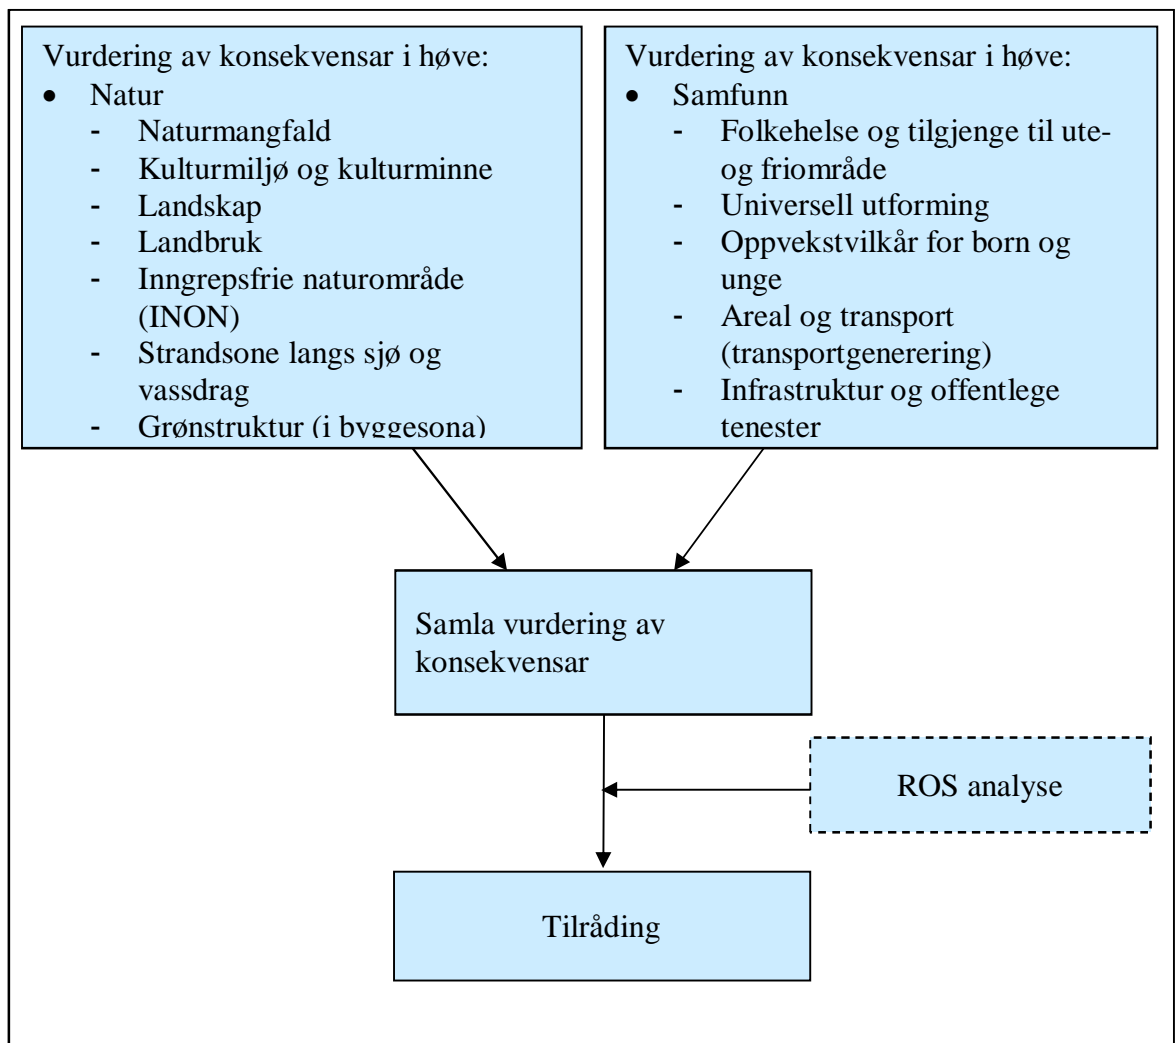 Vurdering av konsekvensar i høve:
• Natur
- Naturmangfald
- Kulturmiljø og kulturminne
- Landskap
- Landbruk
- Inngrepsfrie naturområde
(INON)
- Strandsone langs sjø og
vassdrag
- Grønstruktur (i byggesona)
Vurdering av konsekvensar i høve:
• Samfunn
- Folkehelse og tilgjenge til ute-
og friområde
- Universell utforming
- Oppvekstvilkår for born og
unge
- Areal og transport
(transportgenerering)
- Infrastruktur og offentlege
tenester
Samla vurdering av
konsekvensar
ROS analyse
Tilråding